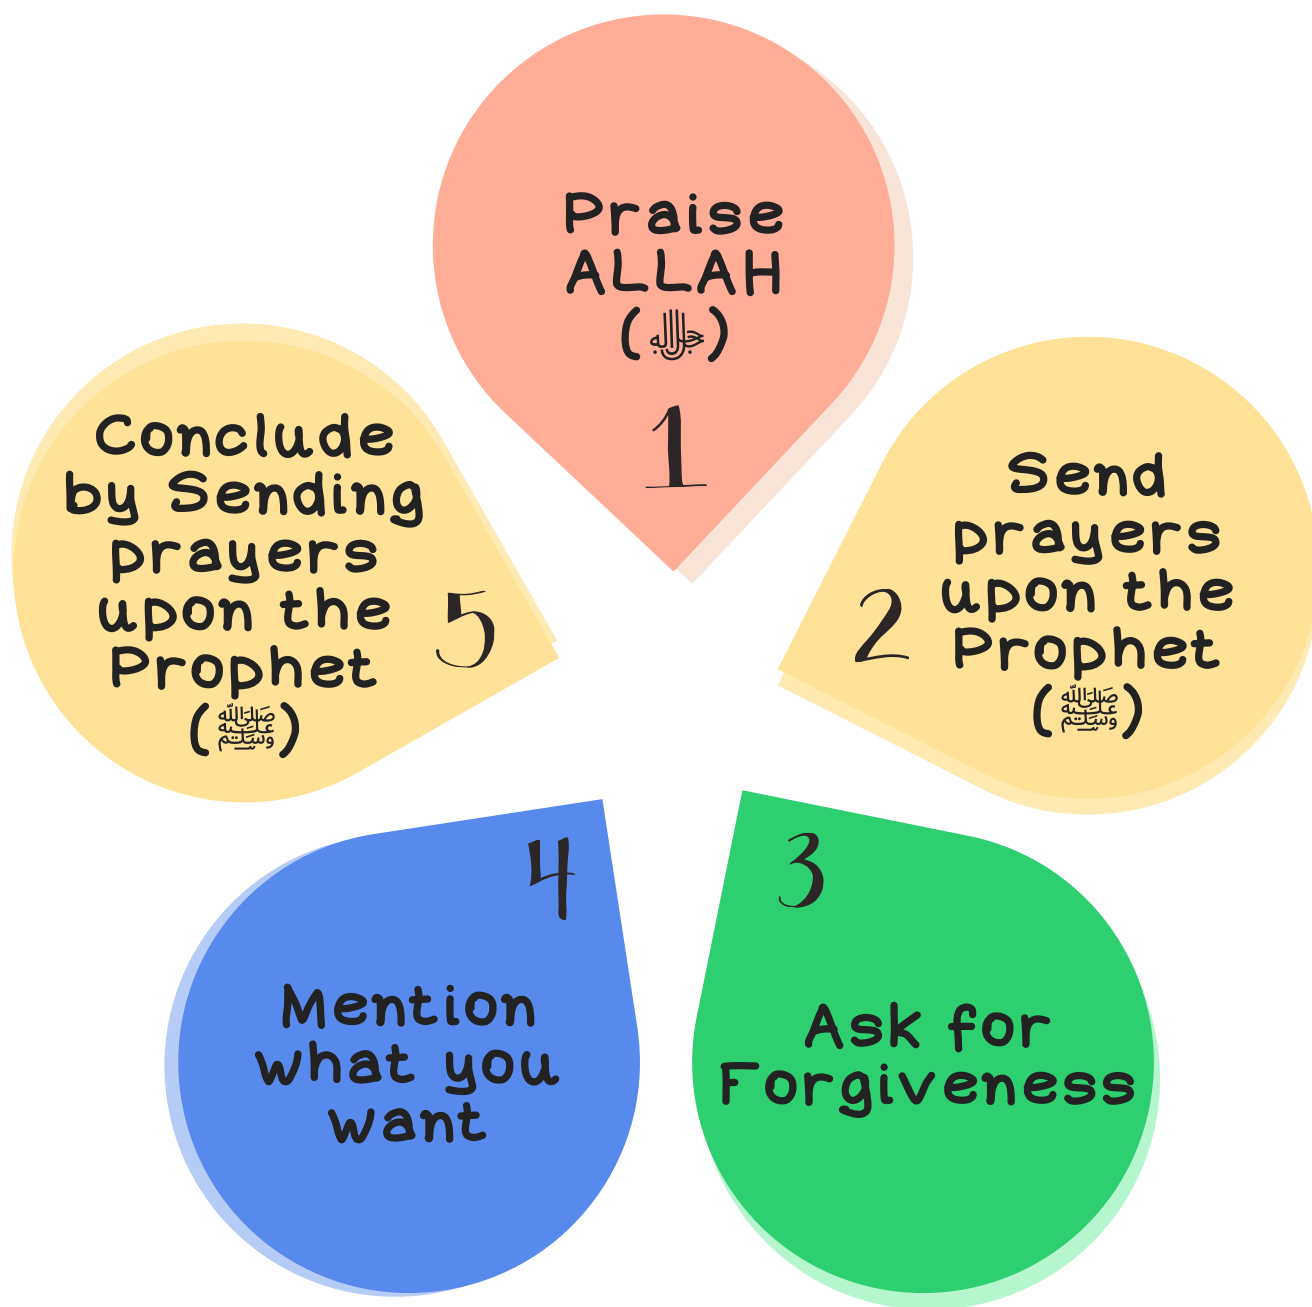 Praise
ALLAH
(ﷻ)
1
Send
prayers
upon the
Prophet
(ﷺ)
2
3
Ask for
Forgiveness
4
Mention
what you
want
Conclude
by Sending
prayers
upon the
Prophet
(ﷺ)
5